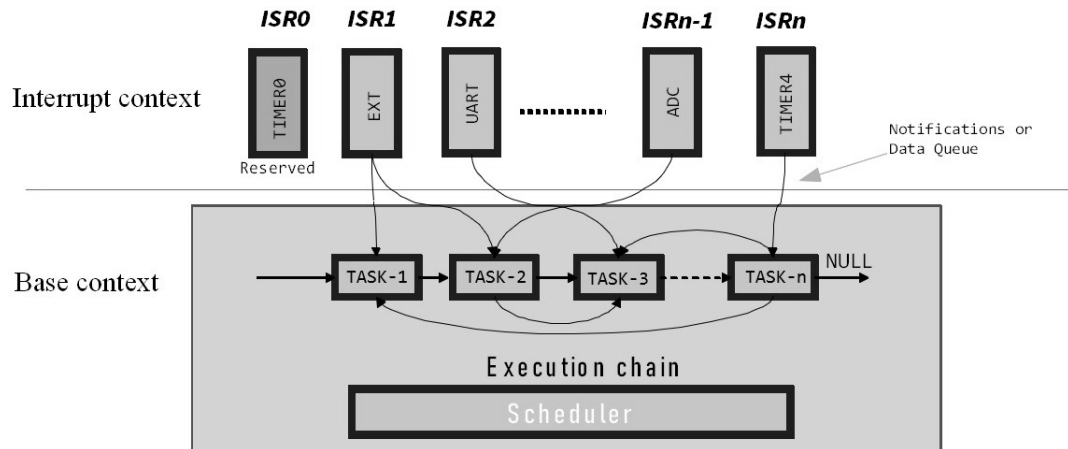 ISR0 ISR1 ISR2 ISRn-1 ISRn
Interrupt context
TIMER0
EXT
UART
ADC
TIMER4
Reserved
Notifications or
Data Queue
Base context
TASK-1 TASK-2 TASK-3 TASK-n NULL
Execution chain
Scheduler